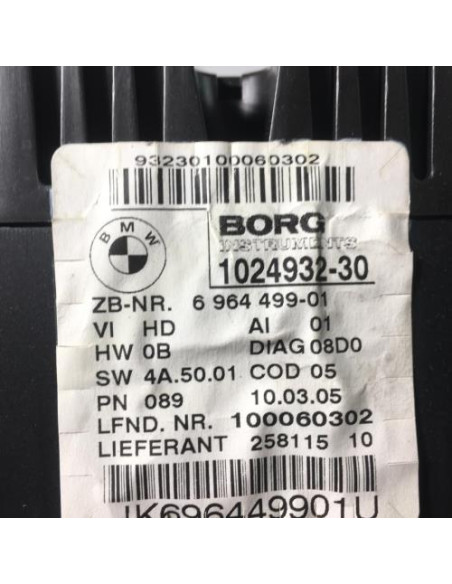 93230100060302
BMW
BORG
INSTRUMENTS
1024932-30
ZB-NR. 6 964 499-01
VI HD AI 01
HW 0B DIAG 08D0
SW 4A.50.01 COD 05
PN 089 10.03.05
LFND. NR. 100060302
LIEFERANT 258115 10
IK696449901U